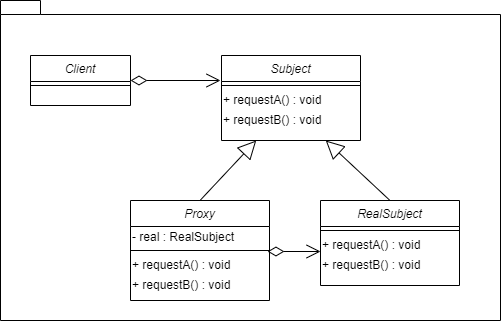 Client
Subject
+ requestA() : void
+ requestB() : void
Proxy
- real : RealSubject
+ requestA() : void
+ requestB() : void
RealSubject
+ requestA() : void
+ requestB() : void